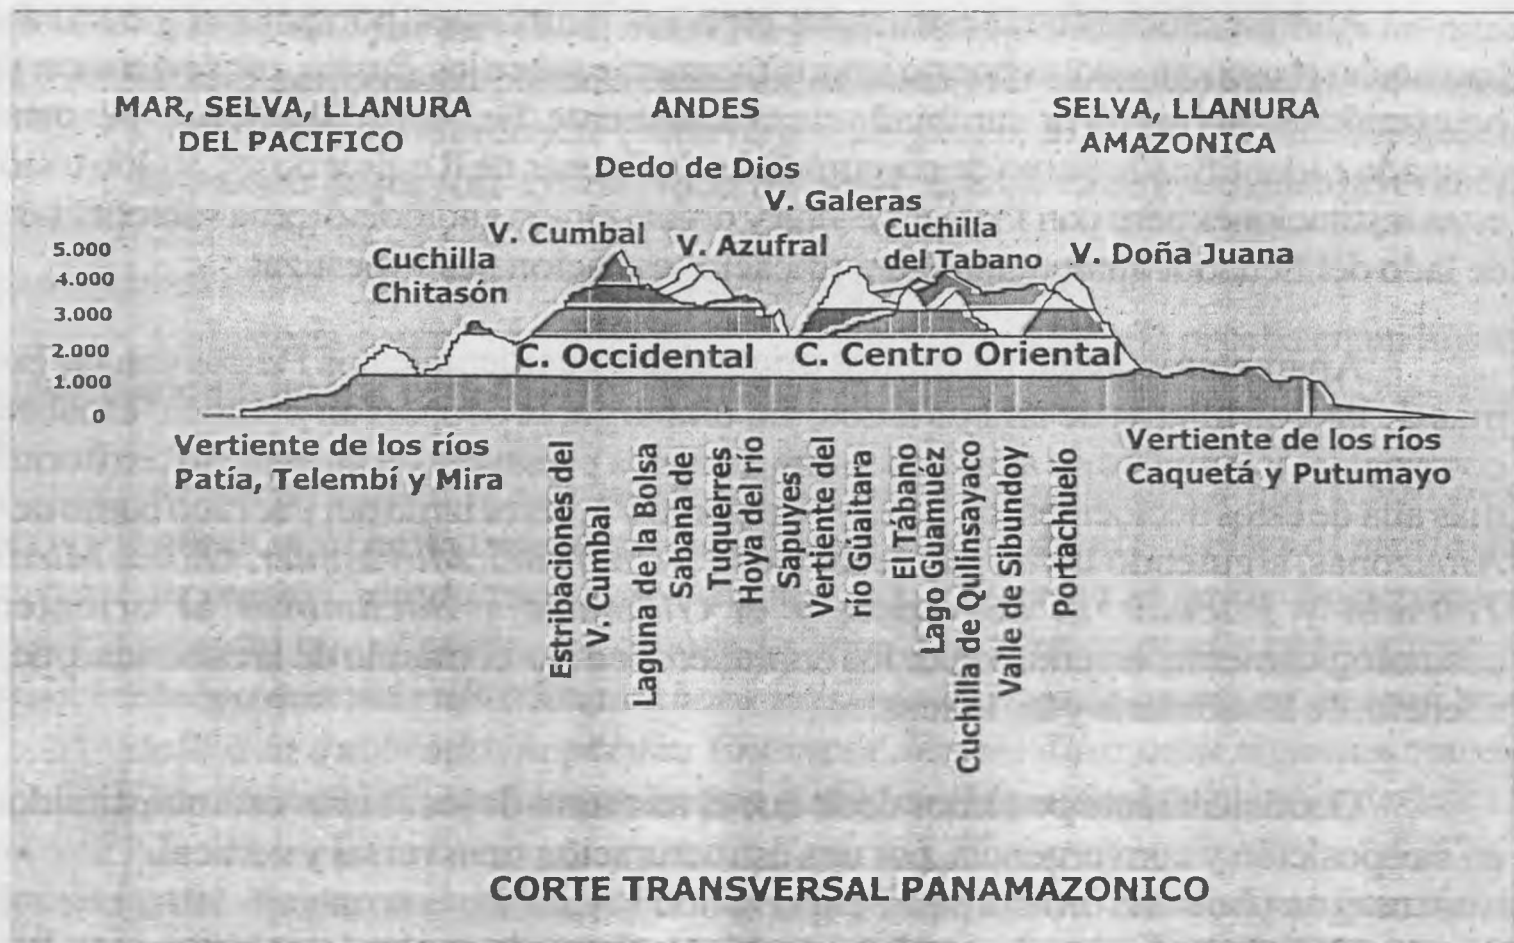 MAR, SELVA, LLANURA
DEL PACIFICO
ANDES
SELVA, LLANURA
AMAZONICA
Dedo de Dios
V. Galeras
V. Cumbal
V. Azufral
Cuchilla
del Tabano
V. Doña Juana
Cuchilla
Chitasón
5.000
4.000
3.000
2.000
1.000
0
C. Occidental
C. Centro Oriental
Vertiente de los ríos
Patía, Telembí y Mira
Estribaciones del
V. Cumbal
Laguna de la Bolsa
Sabana de
Tuquerres
Hoya del río
Sapuyes
Vertiente del
río Gúaitara
El Tábano
Lago Guamuéz
Cuchilla de Qulinsayaco
Valle de Sibundoy
Portachuelo
Vertiente de los ríos
Caquetá y Putumayo
CORTE TRANSVERSAL PANAMAZONICO